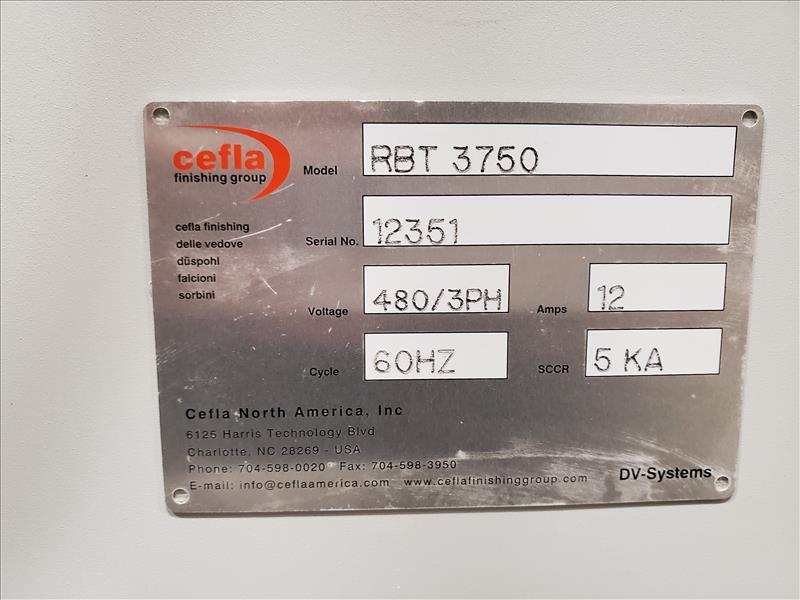 cefla
finishing group
Model RBT 3750
cefla finishing
delle vedove
düspohl
falcioni
sorbini
Serial No. 12351
Voltage 480/3PH Amps 12
Cycle 60HZ SCCR 5 KA
Cefla North America, Inc
6125 Harris Technology Blvd
Charlotte, NC 28269 - USA
Phone: 704-598-0020 Fax: 704-598-3950
E-mail: info@ceflaamerica.com www.ceflafinishinggroup.com
DV-Systems